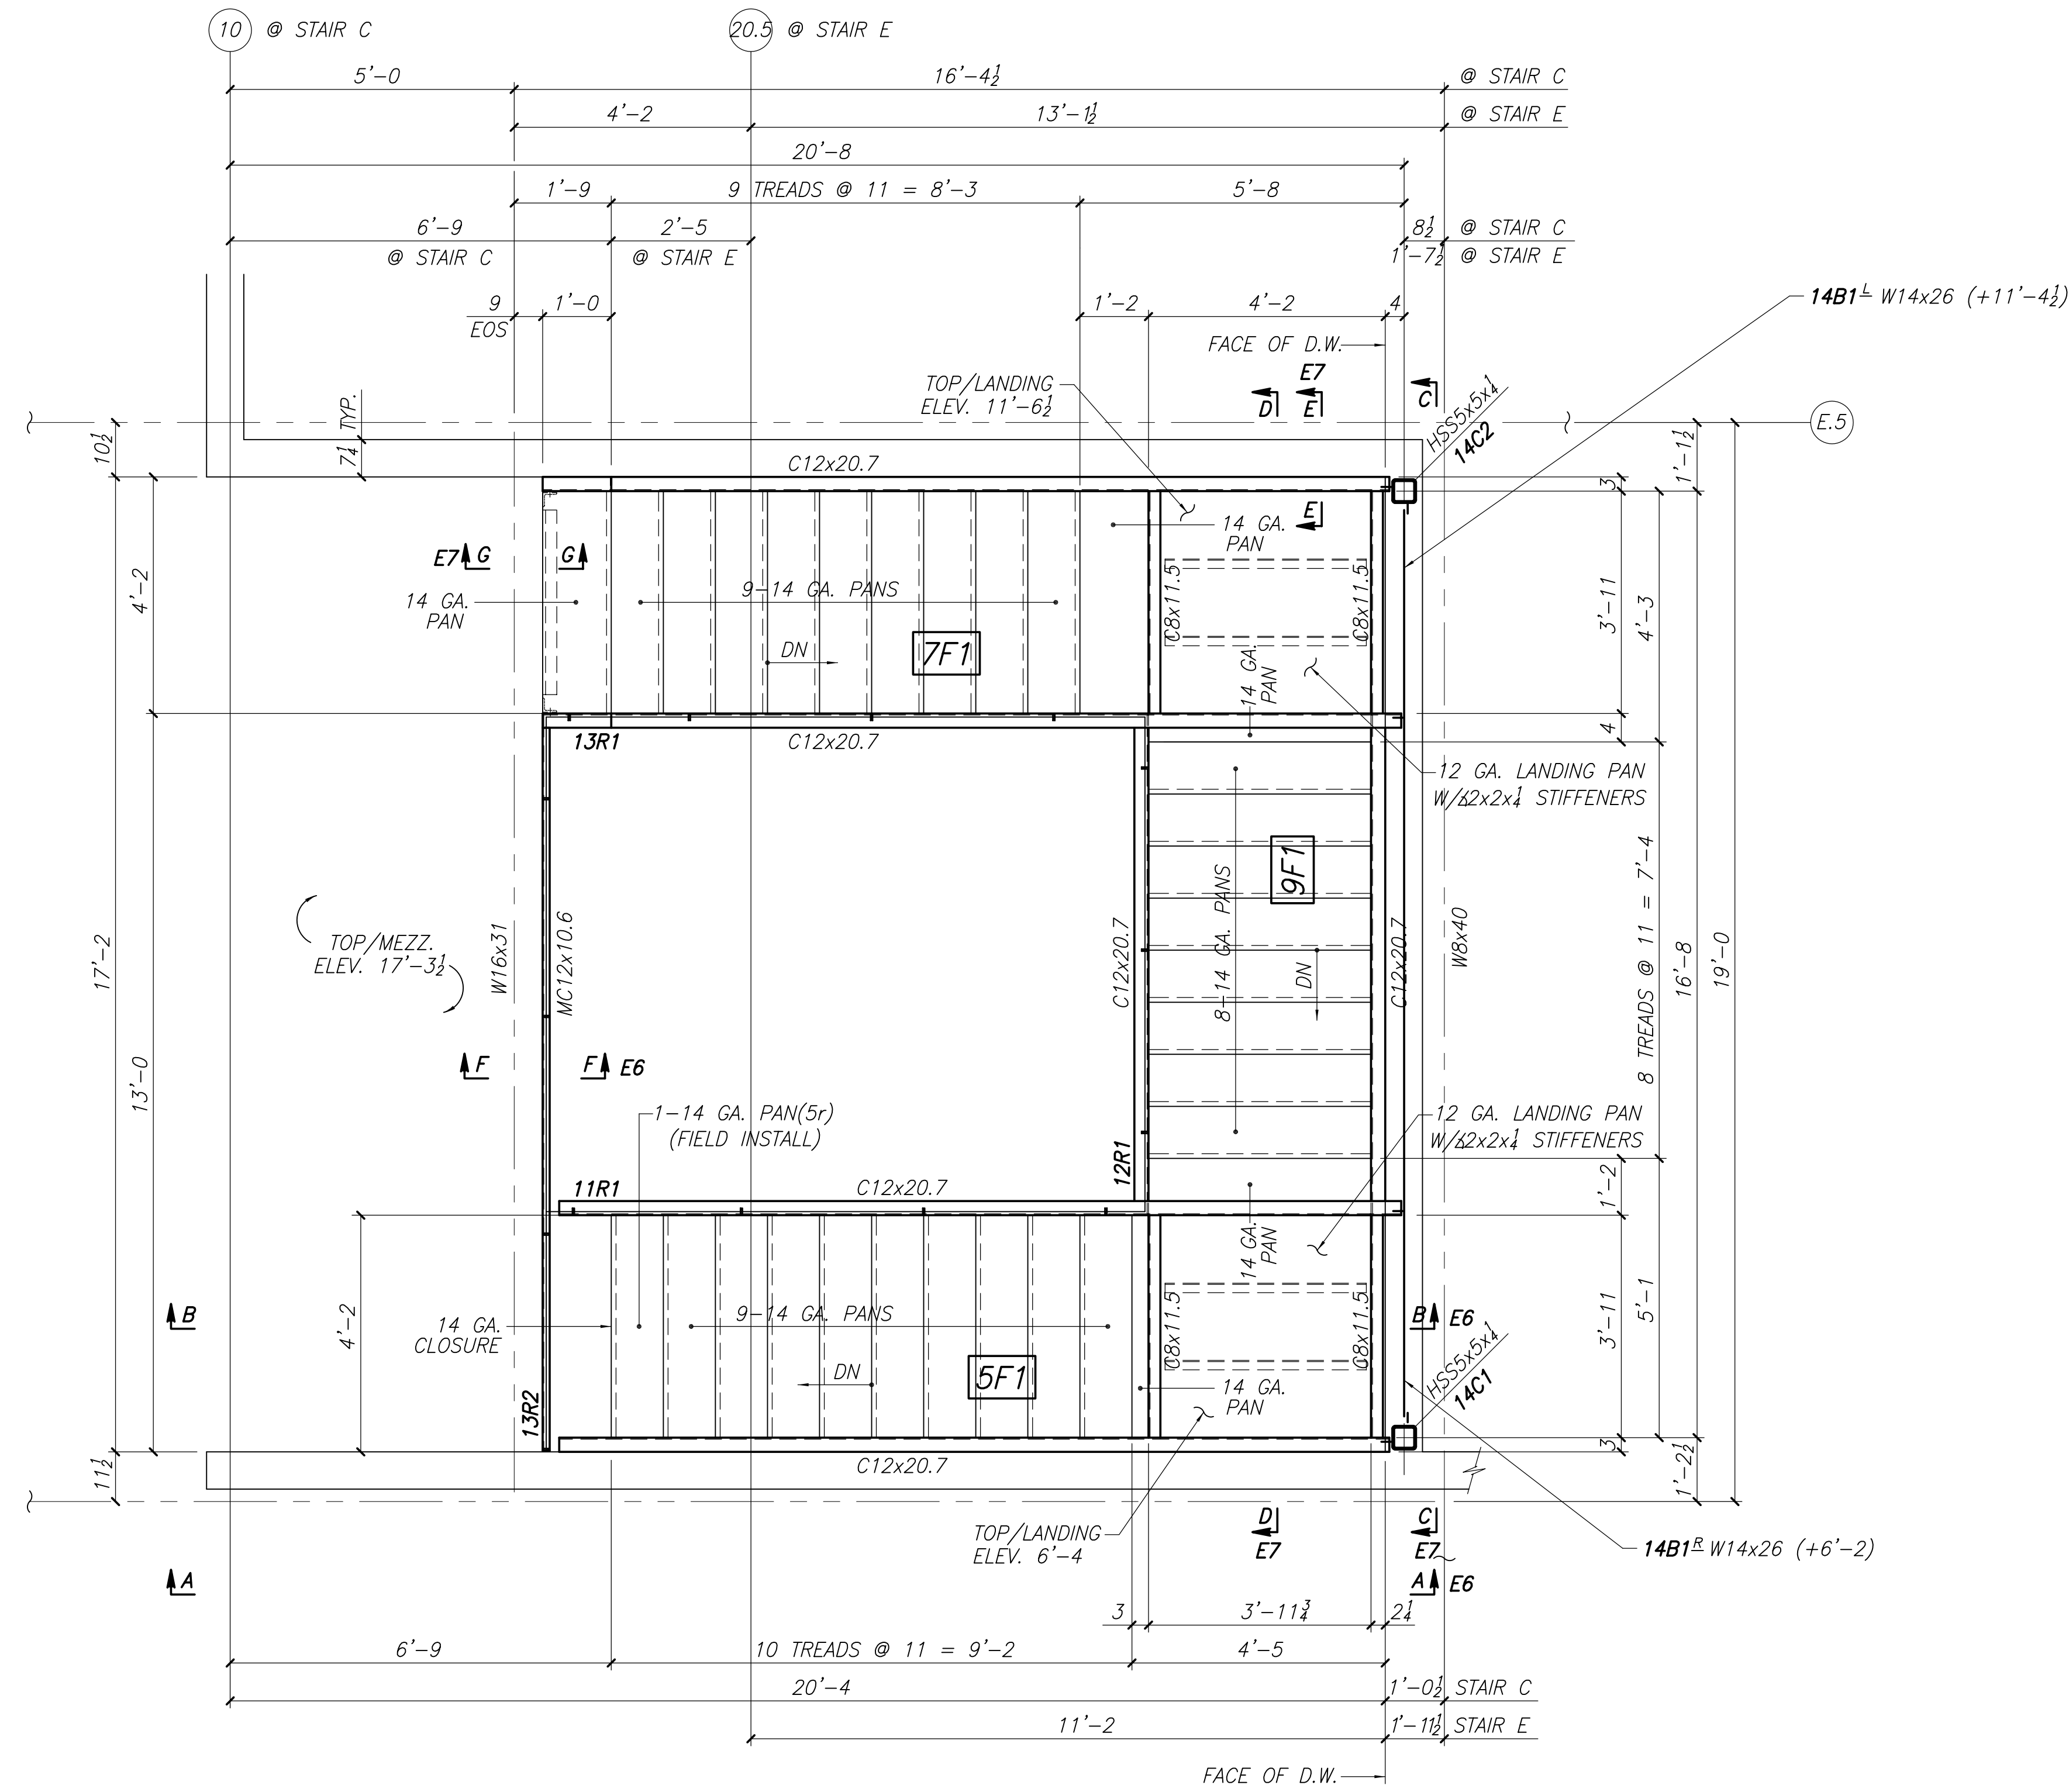 10 @ STAIR C
20.5 @ STAIR E
5'-0
16'-4½
@ STAIR C
4'-2
13'-1½
@ STAIR E
20'-8
1'-9
9 TREADS @ 11 = 8'-3
5'-8
6'-9
2'-5
8½
@ STAIR C
@ STAIR C
@ STAIR E
1'-7½
@ STAIR E
9
1'-0
1'-2
4'-2
4
EOS
FACE OF D.W.
14B1 L W14x26 (+11'-4½)
TOP/LANDING
ELEV. 11'-6½
E7
D
E
C
HSS5x5x¼
14C2
E.5
10½
7¼ TYP.
1'-1½
C12x20.7
3
E
14 GA.
PAN
E7 G
G
9-14 GA. PANS
14 GA.
PAN
C8x11.5
C8x11.5
4'-2
3'-11
4'-3
7F1
DN
14 GA.
PAN
4
13R1
C12x20.7
12 GA. LANDING PAN
W/∠2x2x¼ STIFFENERS
9F1
8-14 GA. PANS
DN
C12x20.7
C12x20.7
W8x40
8 TREADS @ 11 = 7'-4
16'-8
19'-0
17'-2
13'-0
TOP/MEZZ.
ELEV. 17'-3½
W16x31
MC12x10.6
F
F E6
1-14 GA. PAN(5r)
(FIELD INSTALL)
12 GA. LANDING PAN
W/∠2x2x¼ STIFFENERS
12R1
11R1
C12x20.7
1'-2
14 GA.
PAN
4'-2
B
14 GA.
CLOSURE
9-14 GA. PANS
C8x11.5
C8x11.5
B E6
3'-11
5'-1
HSS5x5x¼
14C1
5F1
DN
14 GA.
PAN
13R2
3
11½
1'-2½
C12x20.7
TOP/LANDING
ELEV. 6'-4
D
E7
C
E7
14B1 R W14x26 (+6'-2)
A
A E6
3
3'-11¾
2¼
6'-9
10 TREADS @ 11 = 9'-2
4'-5
20'-4
1'-0½
STAIR C
11'-2
1'-11½
STAIR E
FACE OF D.W.